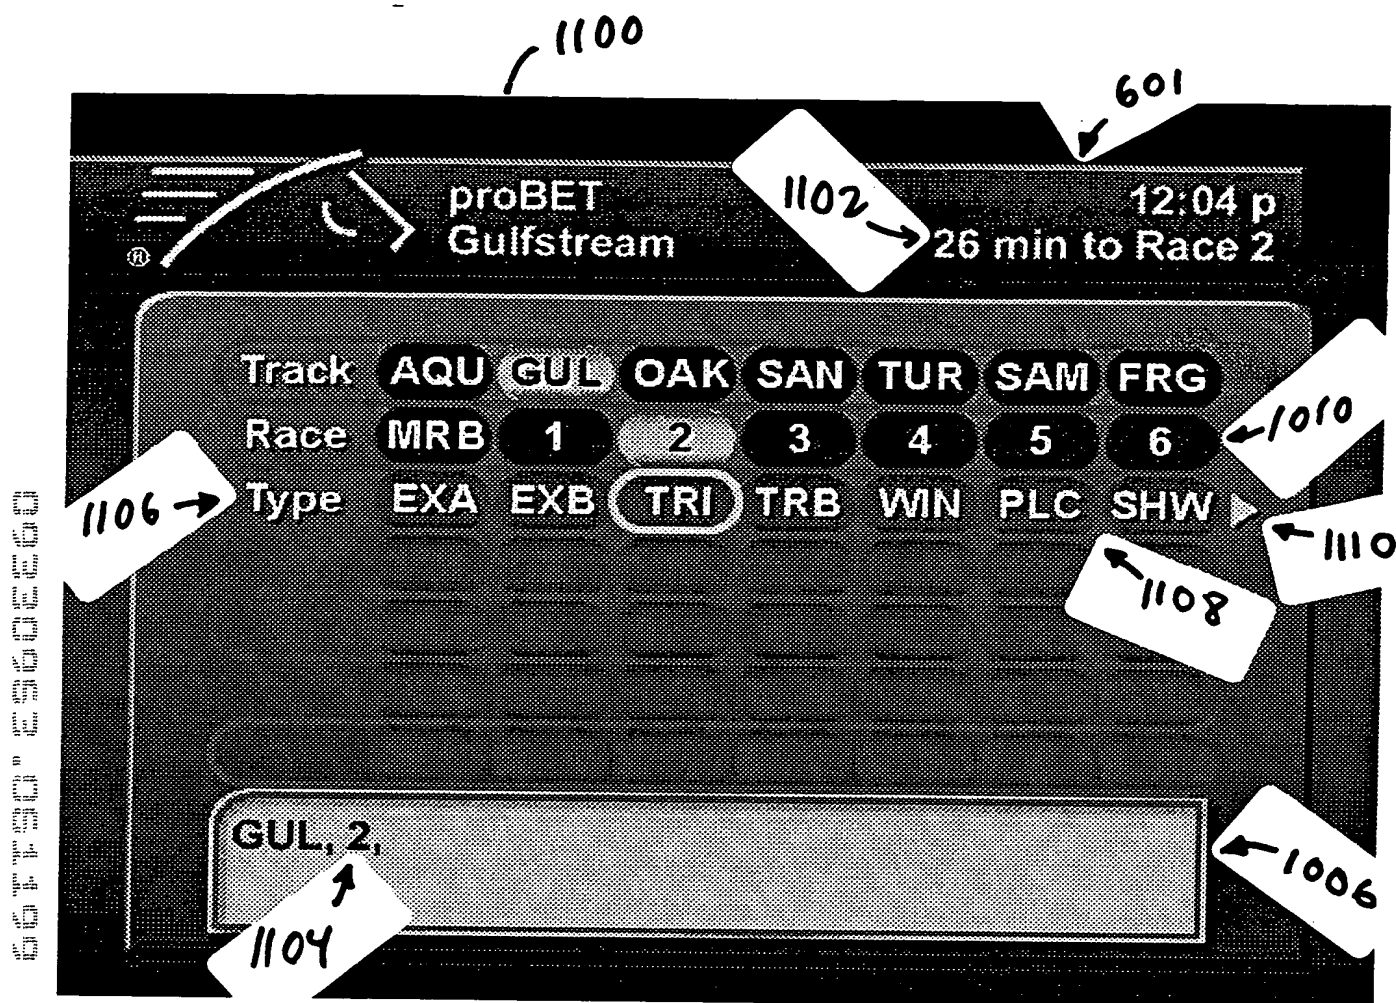 1100
601
proBET
Gulfstream
1102
12:04 p
26 min to Race 2
®
Track AQU GUL OAK SAN TUR SAM FRG
Race MRB 1 2 3 4 5 6
1010
Type EXA EXB TRI TRB WIN PLC SHW
1106
1110
1108
GUL, 2,
1104
1006